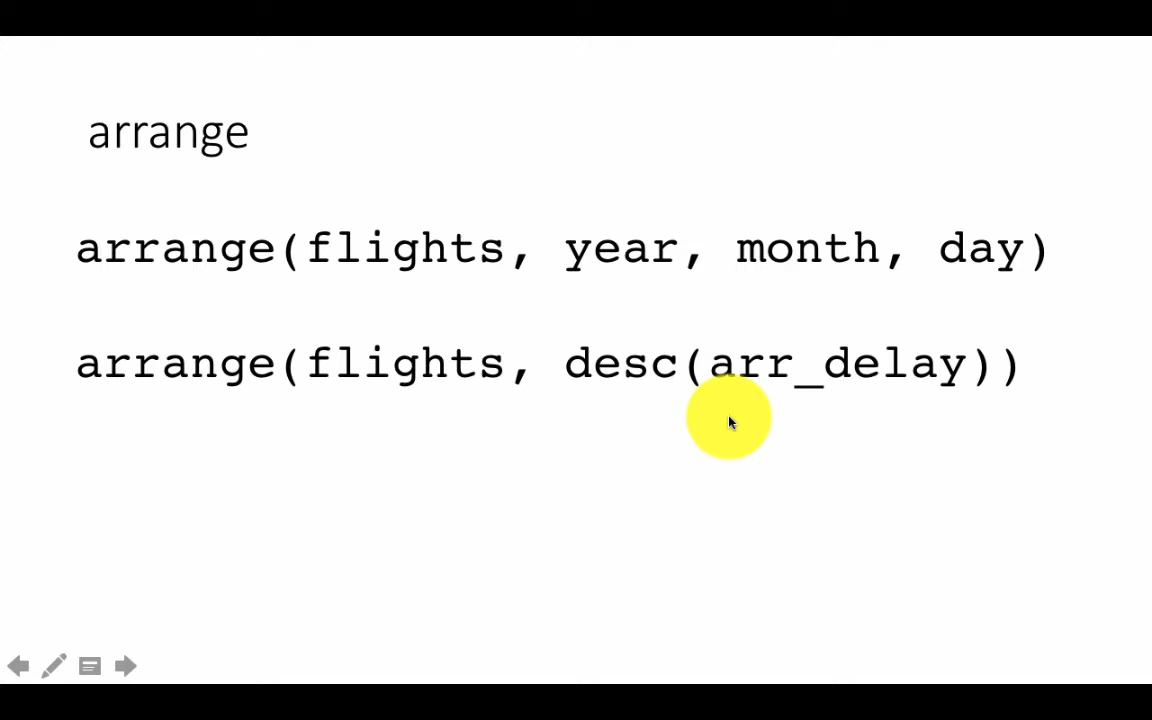 arrange
arrange(flights, year, month, day)
arrange(flights, desc(arr_delay))